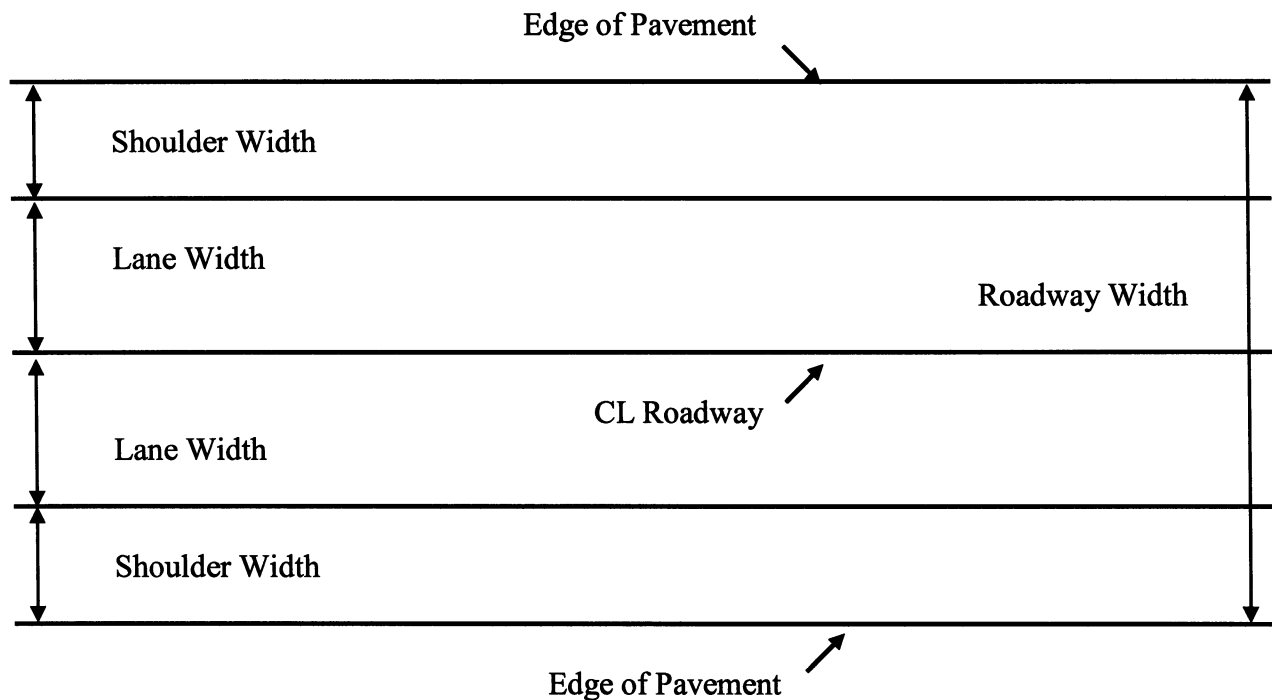 Edge of Pavement
Shoulder Width
Lane Width
Roadway Width
CL Roadway
Lane Width
Shoulder Width
Edge of Pavement